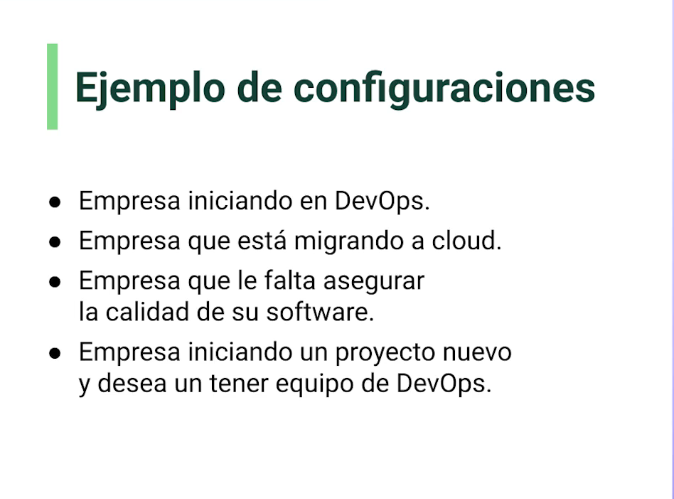 Ejemplo de configuraciones
● Empresa iniciando en DevOps.
● Empresa que está migrando a cloud.
● Empresa que le falta asegurar
la calidad de su software.
● Empresa iniciando un proyecto nuevo
y desea un tener equipo de DevOps.